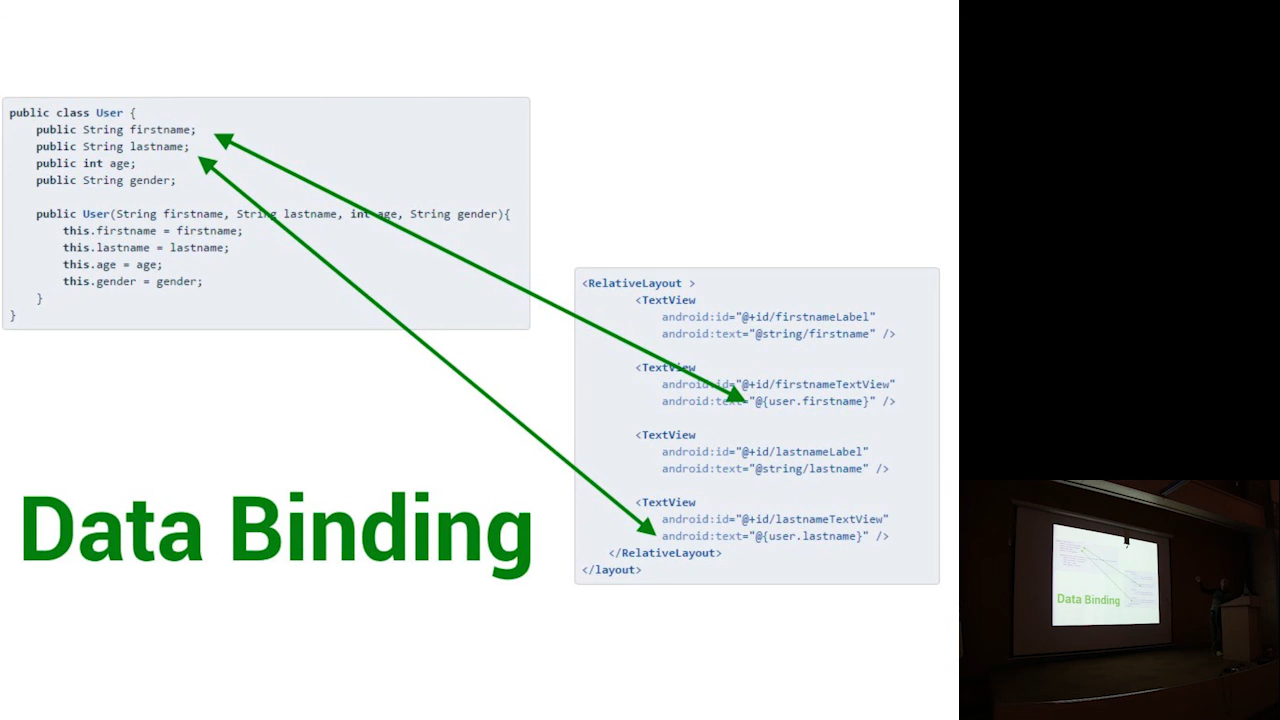 public class User {
public String firstname;
public String lastname;
public int age;
public String gender;
public User(String firstname, String lastname, int age, String gender){
this.firstname = firstname;
this.lastname = lastname;
this.age = age;
this.gender = gender;
}
}
<RelativeLayout >
<TextView
android:id="@+id/firstnameLabel"
android:text="@string/firstname" />
<TextView
android:id="@+id/firstnameTextView"
android:text="@{user.firstname}" />
<TextView
android:id="@+id/lastnameLabel"
android:text="@string/lastname" />
<TextView
android:id="@+id/lastnameTextView"
android:text="@{user.lastname}" />
</RelativeLayout>
</layout>
Data Binding
Data Binding